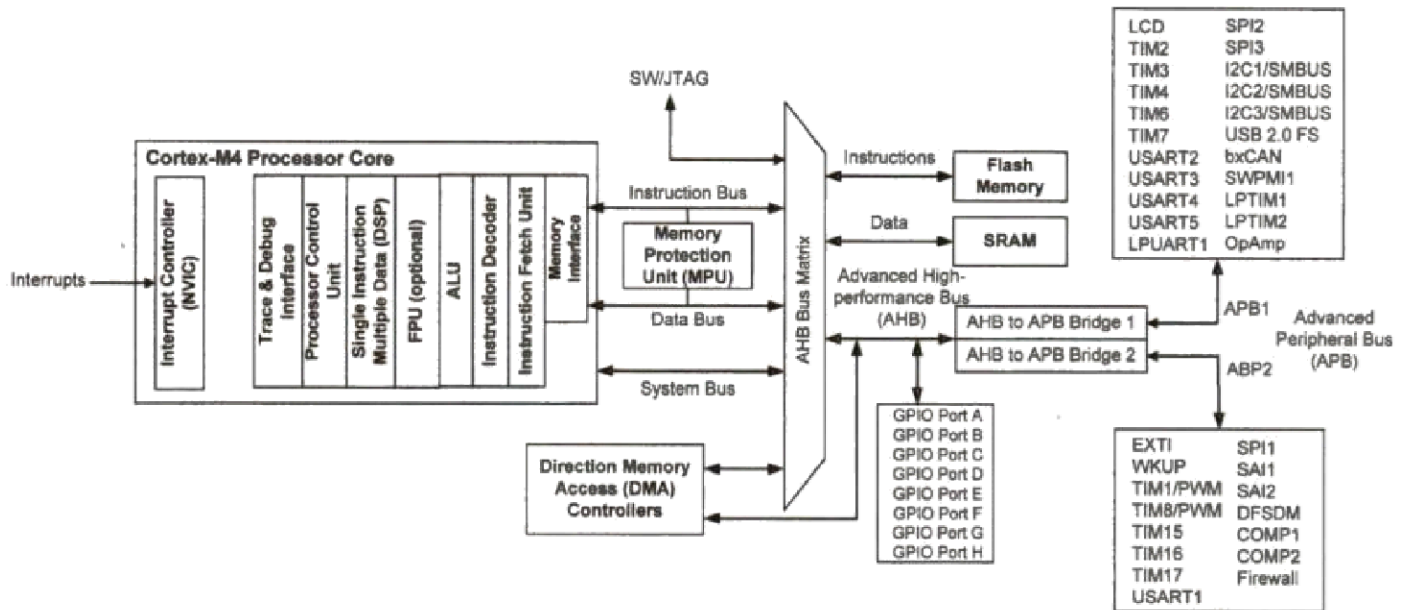 SW/JTAG
Cortex-M4 Processor Core
Interrupts
Interrupt Controller
(NVIC)
Trace & Debug
Interface
Processor Control
Unit
Single Instruction
Multiple Data (DSP)
FPU (optional)
ALU
Instruction Decoder
Instruction Fetch Unit
Memory
Interface
Instruction Bus
Memory
Protection
Unit (MPU)
Data Bus
System Bus
Direction Memory
Access (DMA)
Controllers
AHB Bus Matrix
Instructions
Flash
Memory
Data
SRAM
Advanced High-
performance Bus
(AHB)
AHB to APB Bridge 1
AHB to APB Bridge 2
GPIO Port A
GPIO Port B
GPIO Port C
GPIO Port D
GPIO Port E
GPIO Port F
GPIO Port G
GPIO Port H
LCD
TIM2
TIM3
TIM4
TIM6
TIM7
USART2
USART3
USART4
USART5
LPUART1
SPI2
SPI3
I2C1/SMBUS
I2C2/SMBUS
I2C3/SMBUS
USB 2.0 FS
bxCAN
SWPMI1
LPTIM1
LPTIM2
OpAmp
APB1
Advanced
Peripheral Bus
(APB)
ABP2
EXTI
WKUP
TIM1/PWM
TIM8/PWM
TIM15
TIM16
TIM17
USART1
SPI1
SAI1
SAI2
DFSDM
COMP1
COMP2
Firewall